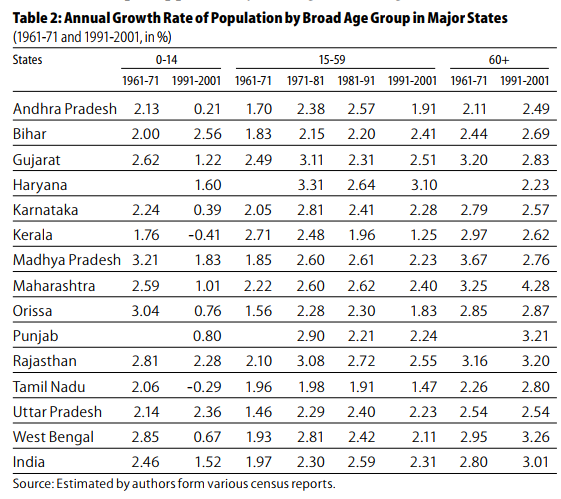 Table 2: Annual Growth Rate of Population by Broad Age Group in Major States
(1961-71 and 1991-2001, in %)
States 0-14 15-59 60+
1961-71 1991-2001 1961-71 1971-81 1981-91 1991-2001 1961-71 1991-2001
Andhra Pradesh 2.13 0.21 1.70 2.38 2.57 1.91 2.11 2.49
Bihar 2.00 2.56 1.83 2.15 2.20 2.41 2.44 2.69
Gujarat 2.62 1.22 2.49 3.11 2.31 2.51 3.20 2.83
Haryana 1.60 3.31 2.64 3.10 2.23
Karnataka 2.24 0.39 2.05 2.81 2.41 2.28 2.79 2.57
Kerala 1.76 -0.41 2.71 2.48 1.96 1.25 2.97 2.62
Madhya Pradesh 3.21 1.83 1.85 2.60 2.61 2.23 3.67 2.76
Maharashtra 2.59 1.01 2.22 2.60 2.62 2.40 3.25 4.28
Orissa 3.04 0.76 1.56 2.28 2.30 1.83 2.85 2.87
Punjab 0.80 2.90 2.21 2.24 3.21
Rajasthan 2.81 2.28 2.10 3.08 2.72 2.55 3.16 3.20
Tamil Nadu 2.06 -0.29 1.96 1.98 1.91 1.47 2.26 2.80
Uttar Pradesh 2.14 2.36 1.46 2.29 2.40 2.23 2.54 2.54
West Bengal 2.85 0.67 1.93 2.81 2.42 2.11 2.95 3.26
India 2.46 1.52 1.97 2.30 2.59 2.31 2.80 3.01
Source: Estimated by authors form various census reports.